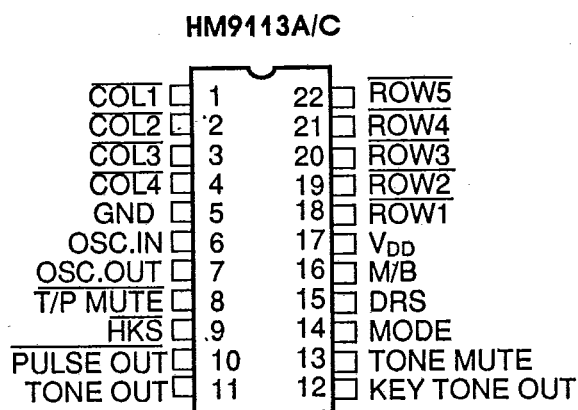 HM9113A/C
COL1 1 22 ROW5
COL2 2 21 ROW4
COL3 3 20 ROW3
COL4 4 19 ROW2
GND 5 18 ROW1
OSC.IN 6 17 VDD
OSC.OUT 7 16 M/B
T/P MUTE 8 15 DRS
HKS 9 14 MODE
PULSE OUT 10 13 TONE MUTE
TONE OUT 11 12 KEY TONE OUT